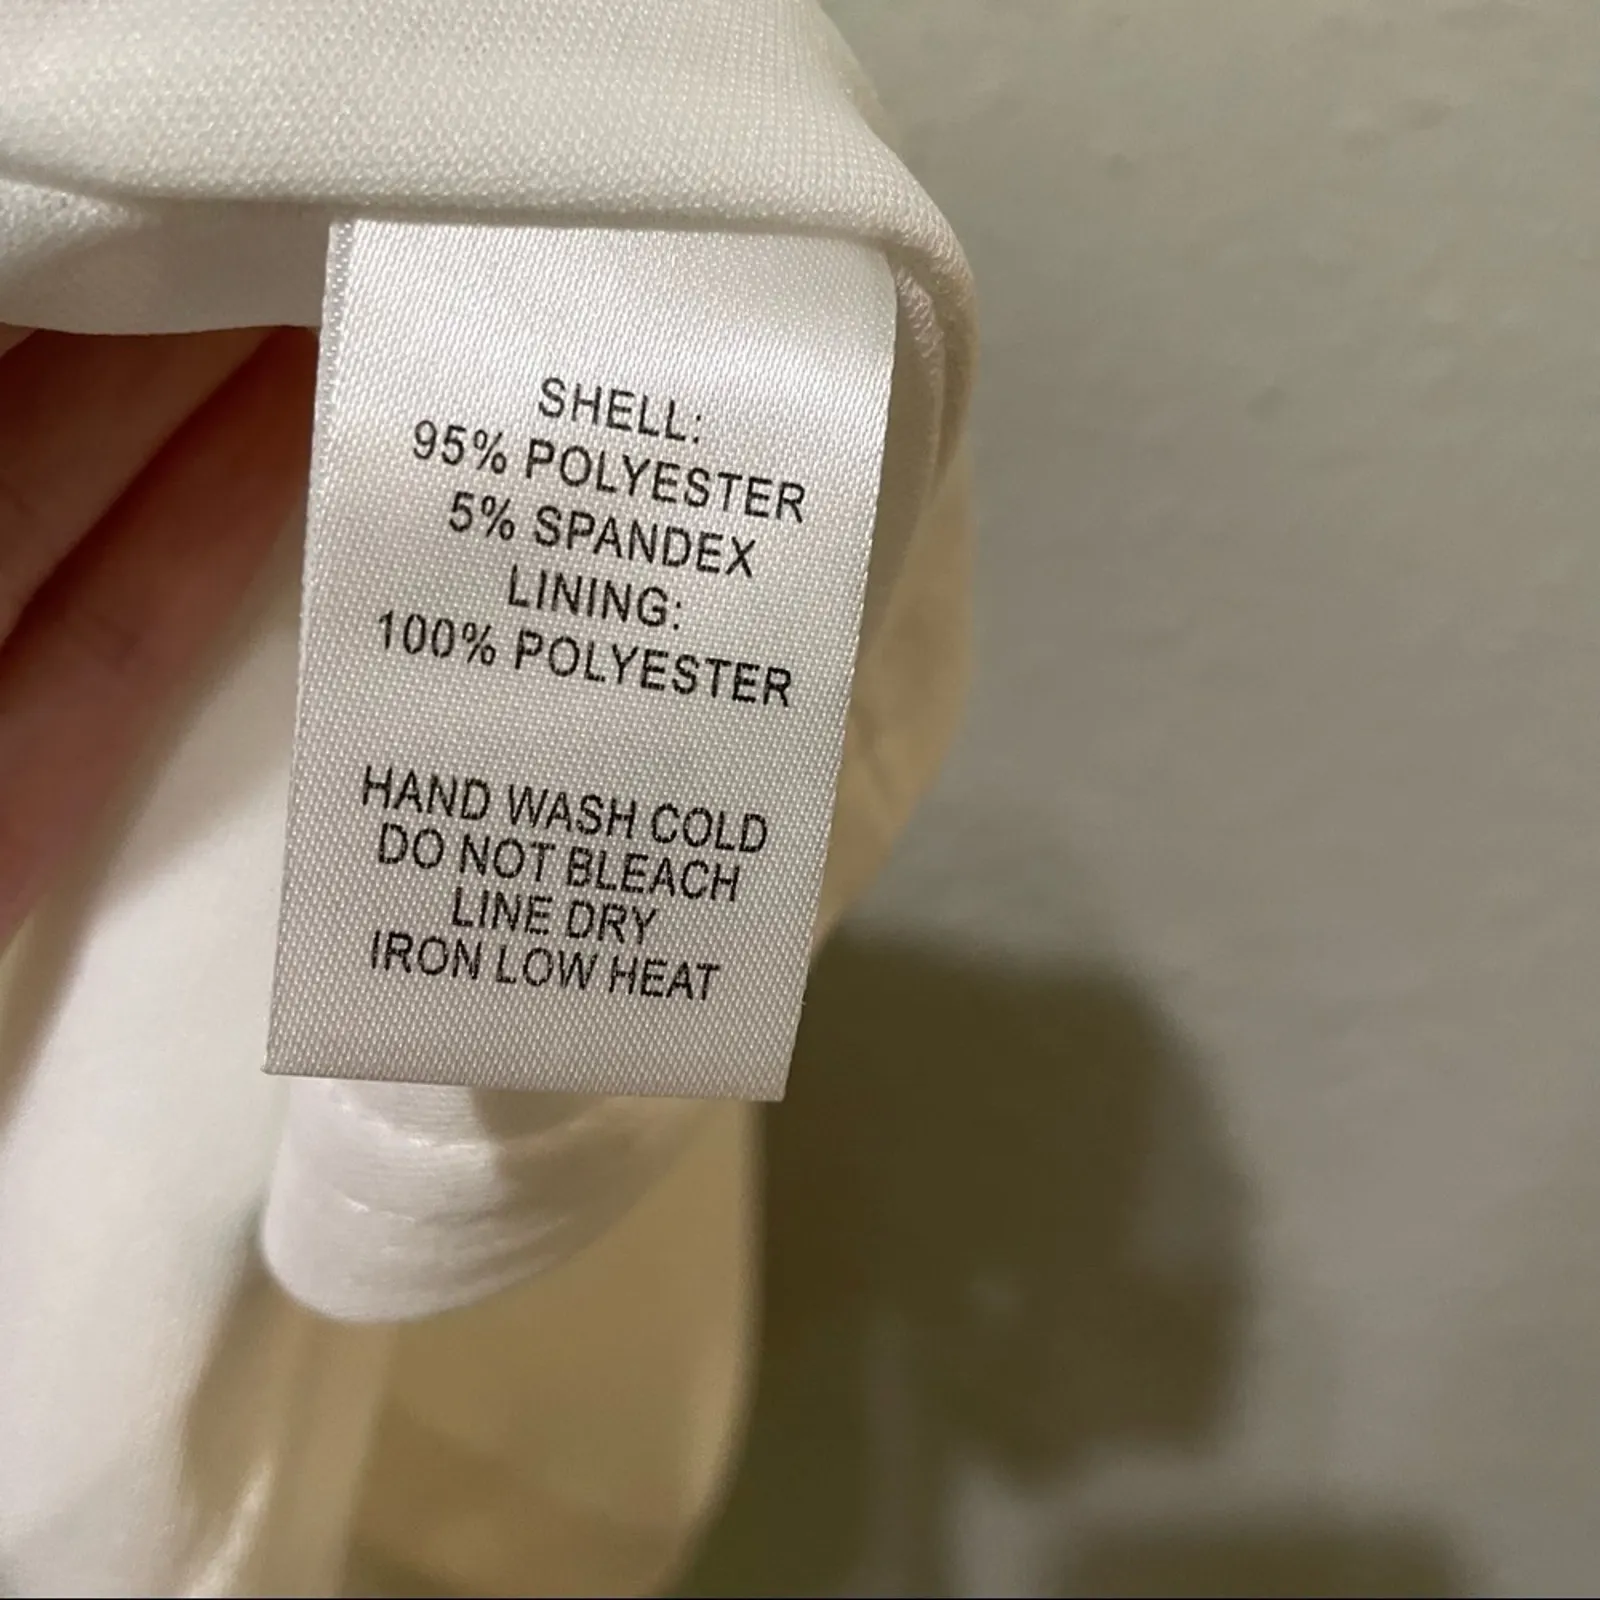 SHELL:
95% POLYESTER
5% SPANDEX
LINING:
100% POLYESTER
HAND WASH COLD
DO NOT BLEACH
LINE DRY
IRON LOW HEAT